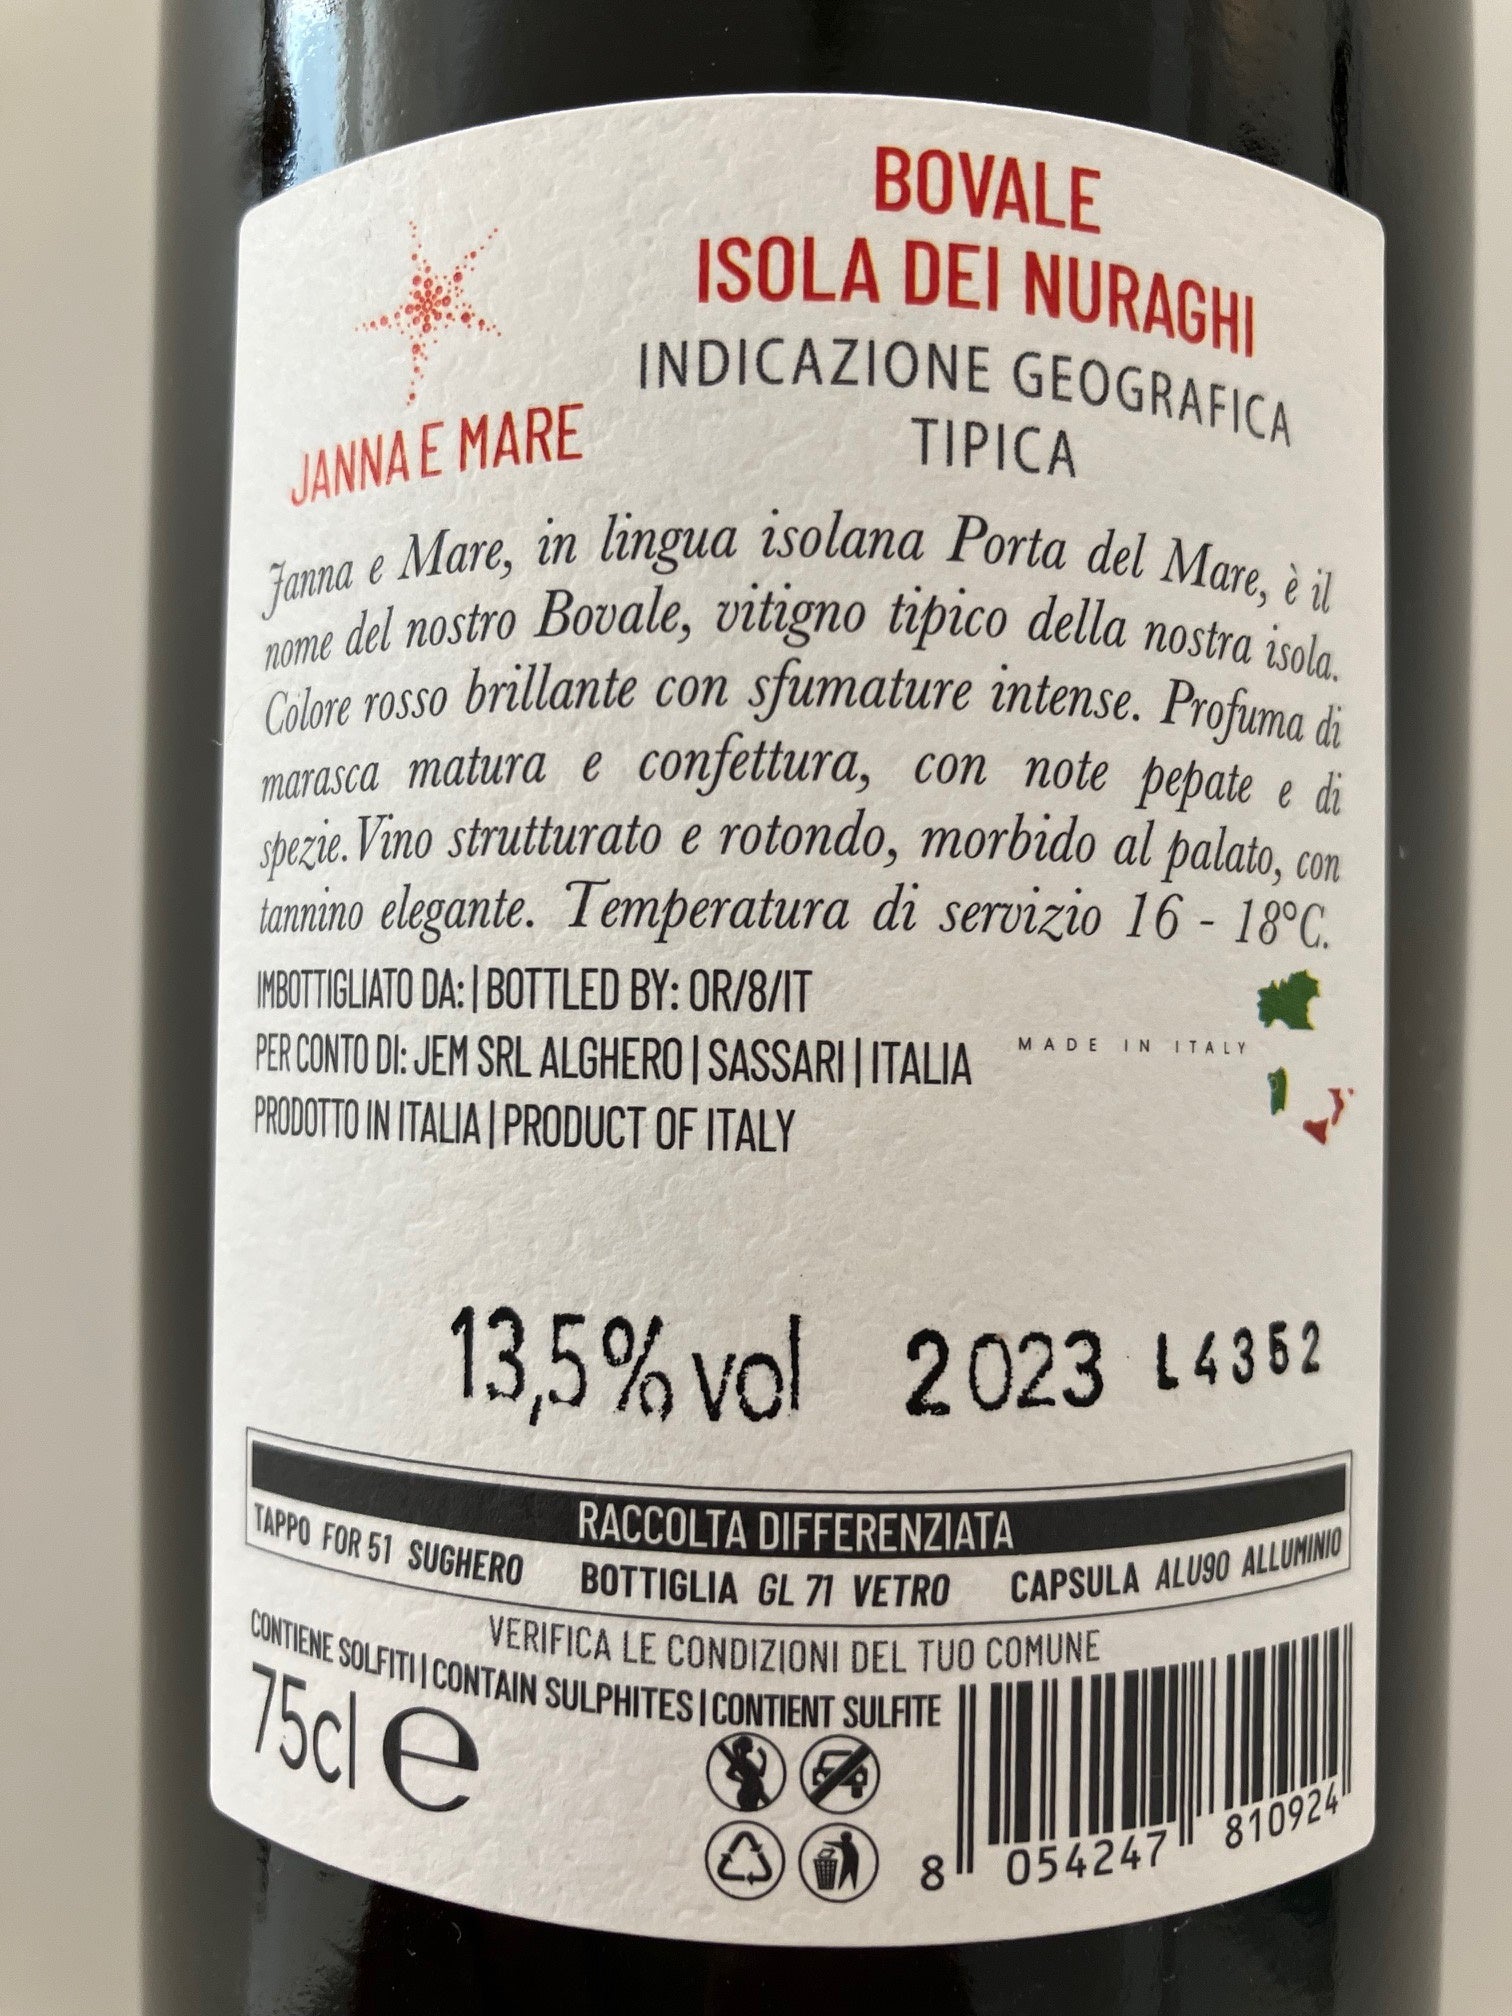 BOVALE
ISOLA DEI NURAGHI
INDICAZIONE GEOGRAFICA
TIPICA
JANNA E MARE
Janna e Mare, in lingua isolana Porta del Mare, è il
nome del nostro Bovale, vitigno tipico della nostra isola.
Colore rosso brillante con sfumature intense. Profuma di
marasca matura e confettura, con note pepate e di
spezie. Vino strutturato e rotondo, morbido al palato, con
tannino elegante. Temperatura di servizio 16 - 18°C.
IMBOTTIGLIATO DA: | BOTTLED BY: OR/8/IT
PER CONTO DI: JEM SRL ALGHERO | SASSARI | ITALIA
MADE IN ITALY
PRODOTTO IN ITALIA | PRODUCT OF ITALY
13,5% vol 2023 L4352
RACCOLTA DIFFERENZIATA
TAPPO FOR 51 SUGHERO BOTTIGLIA GL 71 VETRO CAPSULA ALU90 ALLUMINIO
VERIFICA LE CONDIZIONI DEL TUO COMUNE
CONTIENE SOLFITI | CONTAIN SULPHITES | CONTIENT SULFITE
75cl e
8 054247 810924